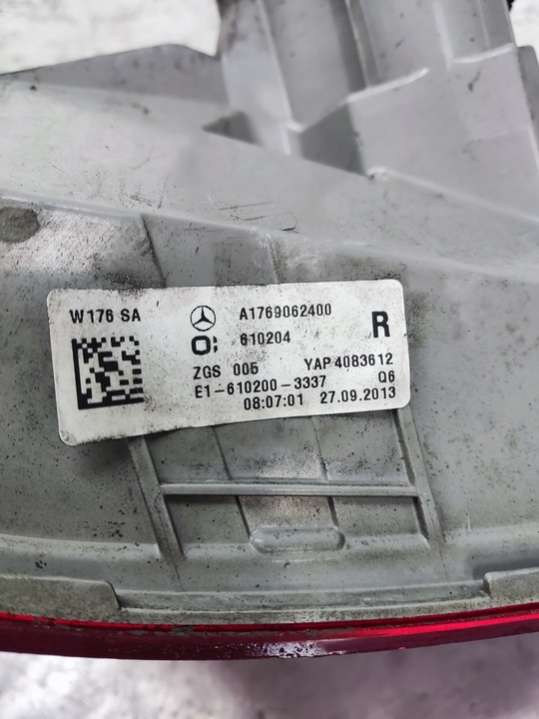 W176 SA A1769062400
O: 610204 R
ZGS 005 YAP 4083612
E1-610200-3337 Q6
08:07:01 27.09.2013